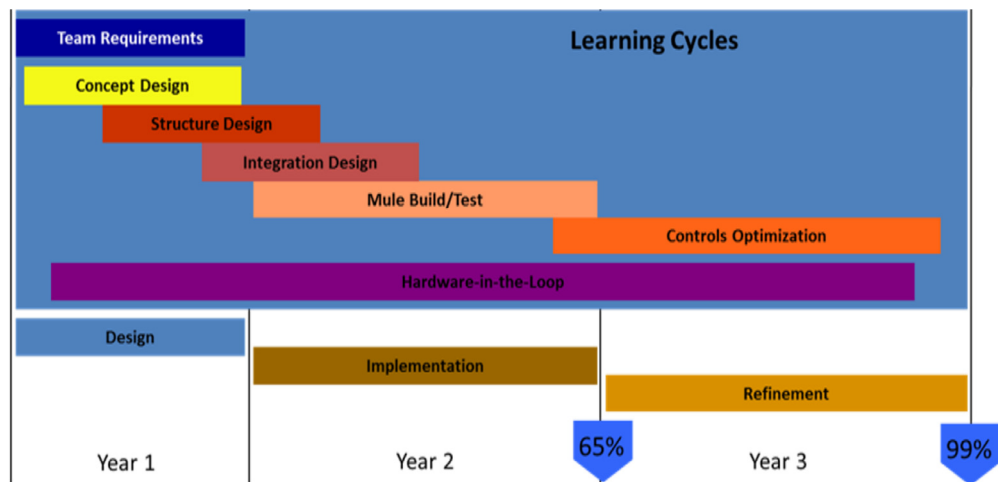 Team Requirements
Learning Cycles
Concept Design
Structure Design
Integration Design
Mule Build/Test
Controls Optimization
Hardware-in-the-Loop
Design
Implementation
Refinement
65%
99%
Year 1
Year 2
Year 3